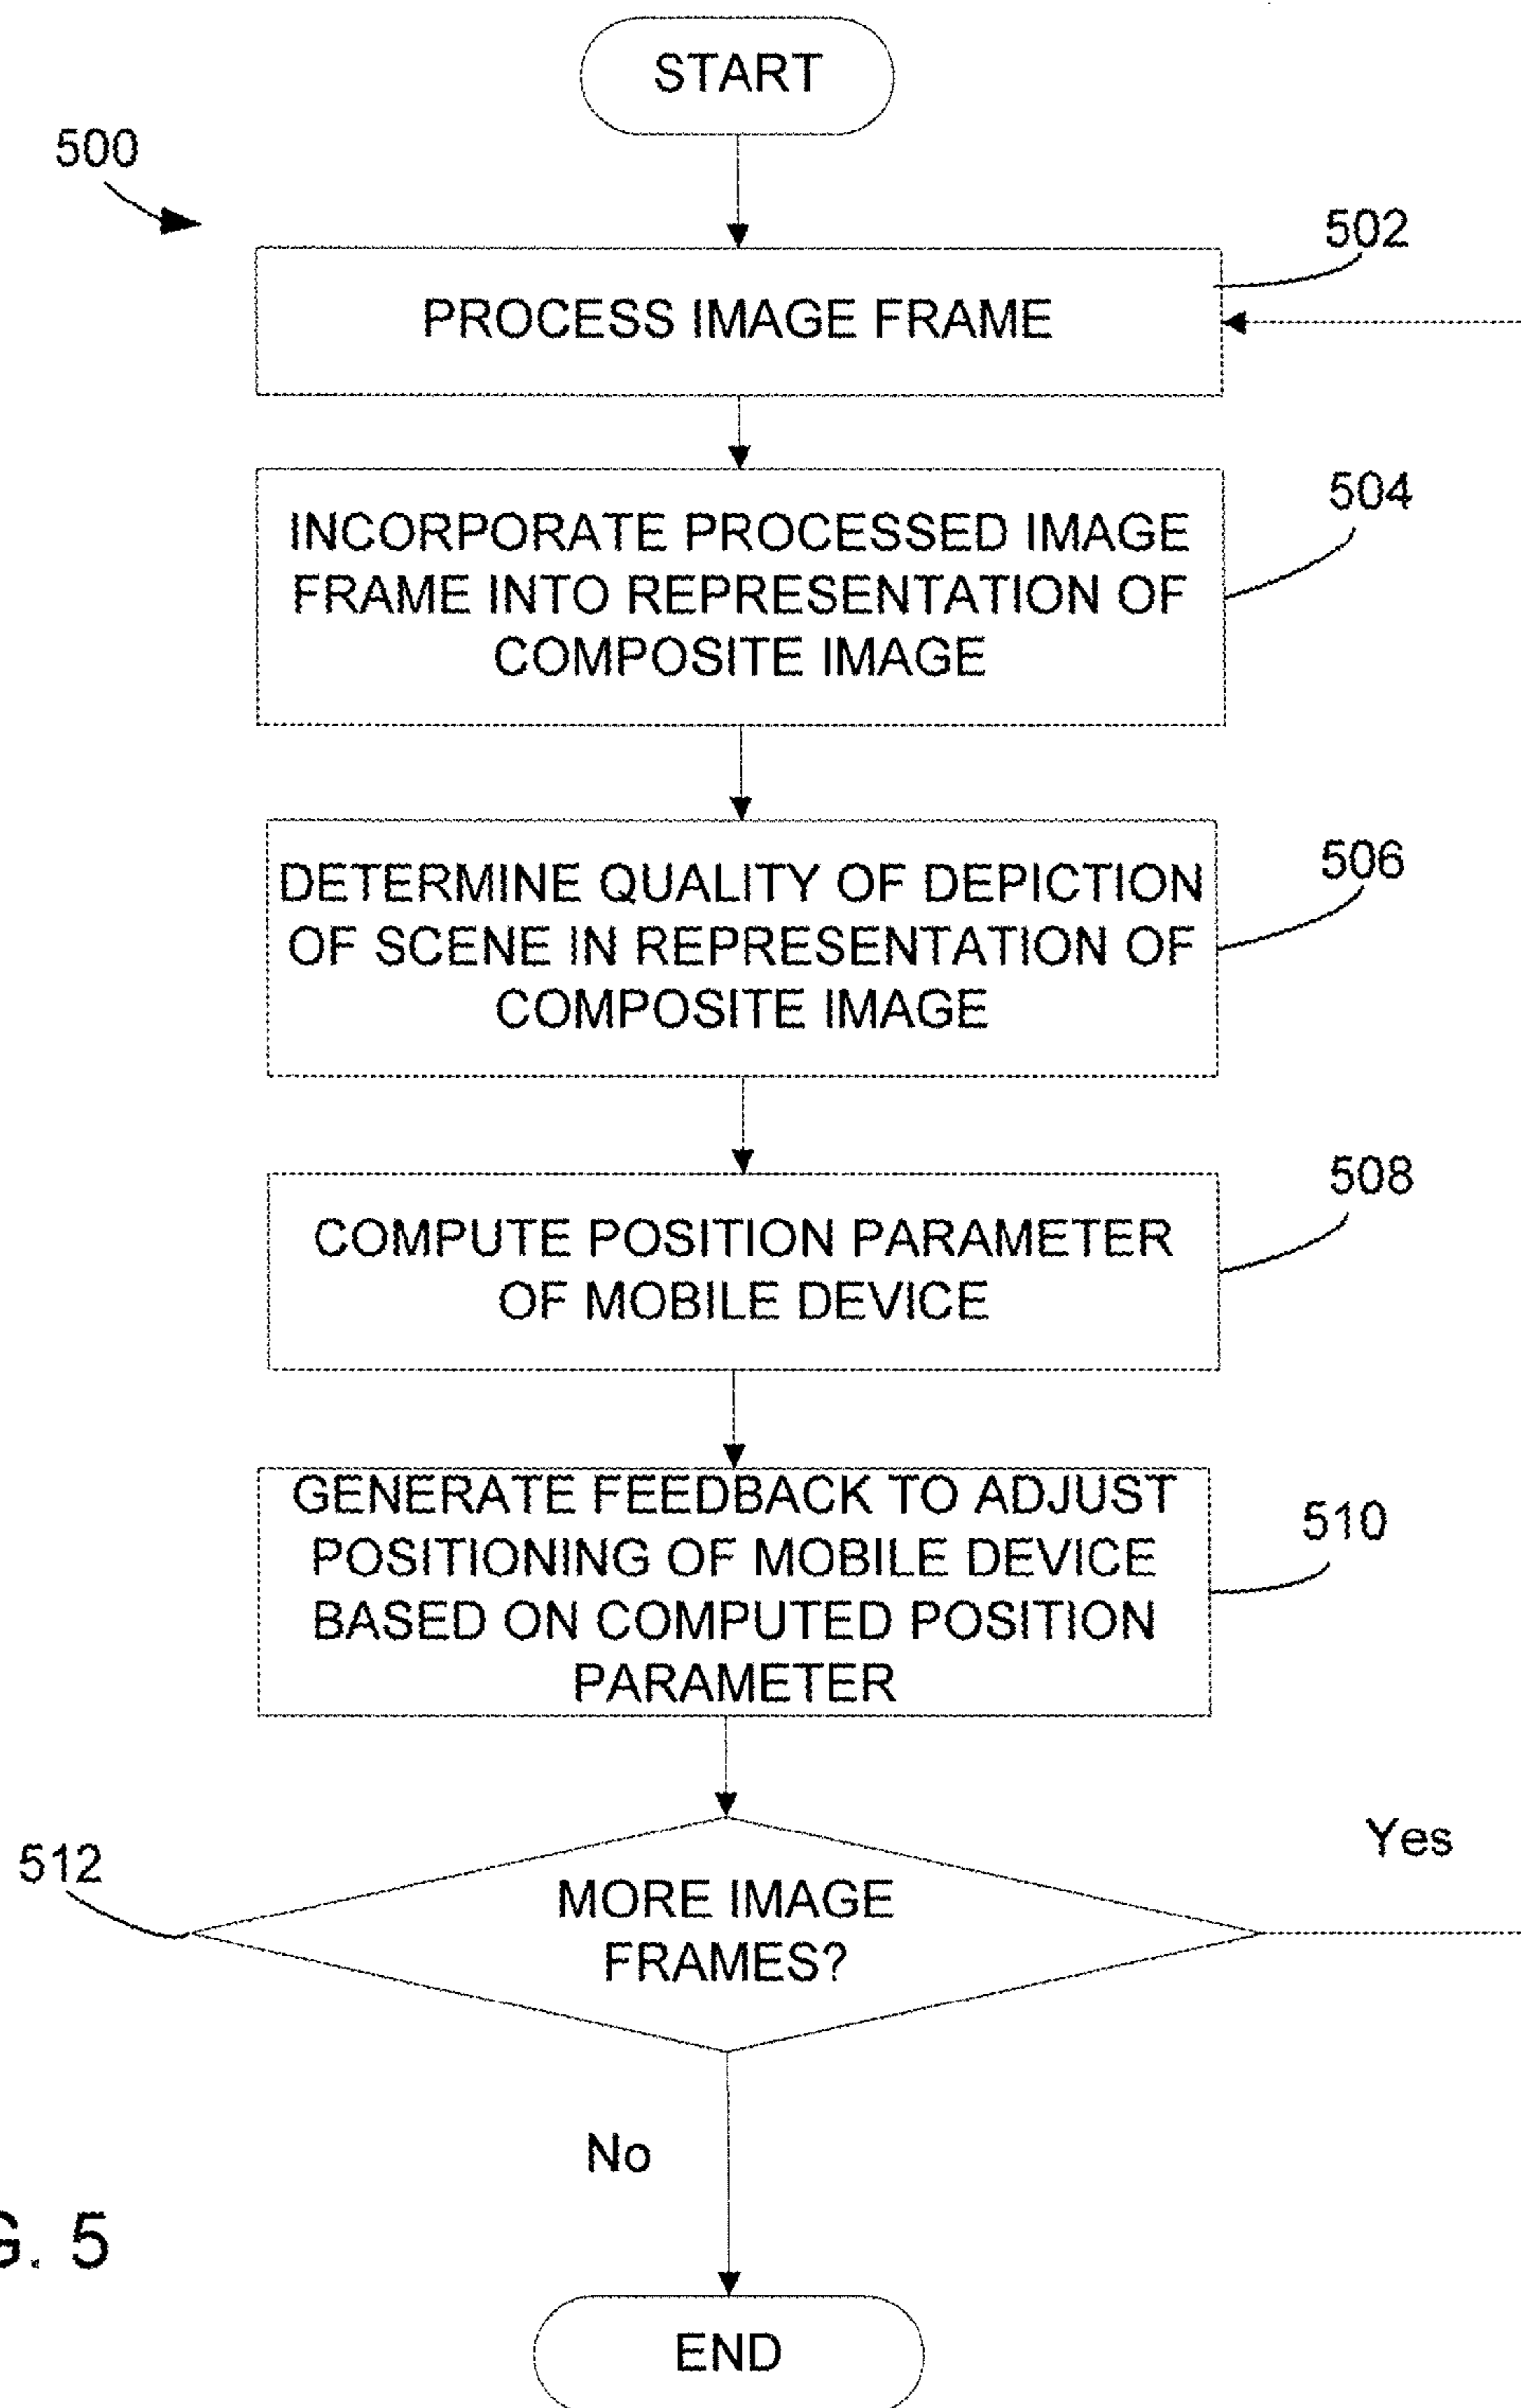 START
500
502
PROCESS IMAGE FRAME
504
INCORPORATE PROCESSED IMAGE
FRAME INTO REPRESENTATION OF
COMPOSITE IMAGE
506
DETERMINE QUALITY OF DEPICTION
OF SCENE IN REPRESENTATION OF
COMPOSITE IMAGE
508
COMPUTE POSITION PARAMETER
OF MOBILE DEVICE
510
GENERATE FEEDBACK TO ADJUST
POSITIONING OF MOBILE DEVICE
BASED ON COMPUTED POSITION
PARAMETER
512
MORE IMAGE
FRAMES?
Yes
No
G. 5
END